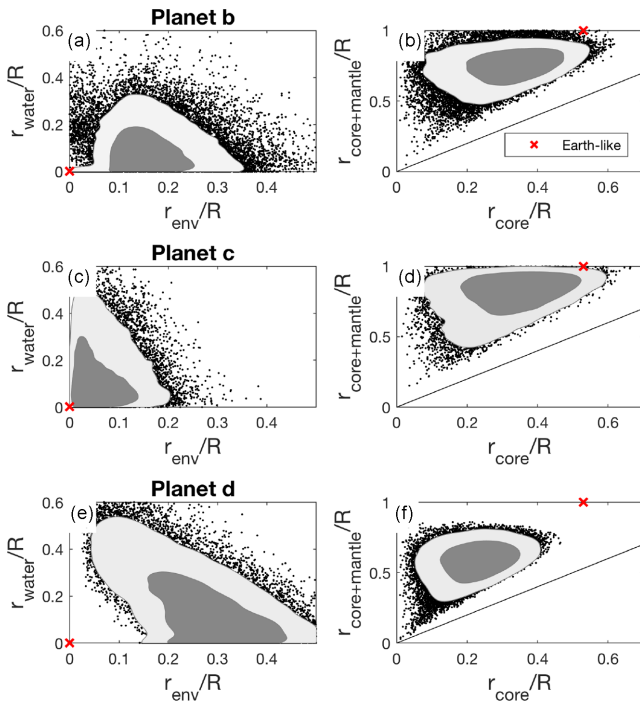 Planet b
(a)
(b)
0.6
0.4
0.2
0
r_water/R
0
0.1
0.2
0.3
0.4
r_env/R
1
0.5
0
r_core+mantle/R
Earth-like
0
0.2
0.4
0.6
r_core/R
Planet c
(c)
(d)
0.6
0.4
0.2
0
r_water/R
0
0.1
0.2
0.3
0.4
r_env/R
1
0.5
0
r_core+mantle/R
0
0.2
0.4
0.6
r_core/R
Planet d
(e)
(f)
0.6
0.4
0.2
0
r_water/R
0
0.1
0.2
0.3
0.4
r_env/R
1
0.5
0
r_core+mantle/R
0
0.2
0.4
0.6
r_core/R